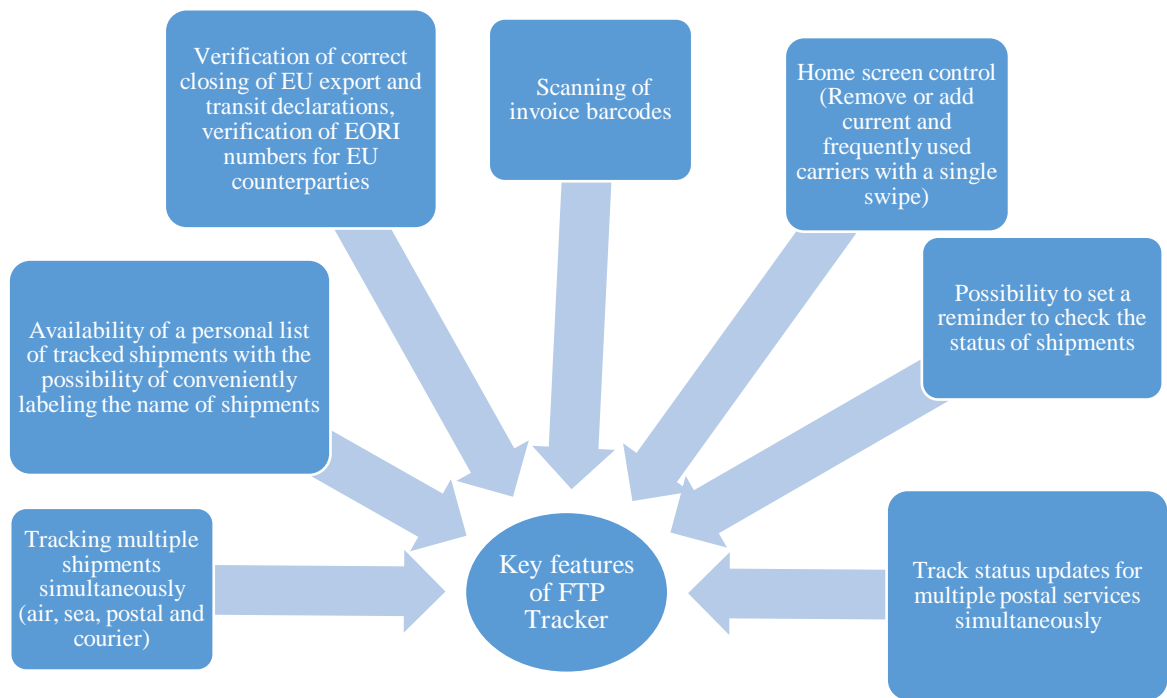 Verification of correct
closing of EU export and
transit declarations,
verification of EORI
numbers for EU
counterparties
Scanning of
invoice barcodes
Home screen control
(Remove or add
current and
frequently used
carriers with a single
swipe)
Availability of a personal list
of tracked shipments with the
possibility of conveniently
labeling the name of shipments
Possibility to set a
reminder to check the
status of shipments
Tracking multiple
shipments
simultaneously
(air, sea, postal and
courier)
Key features
of FTP
Tracker
Track status updates for
multiple postal services
simultaneously